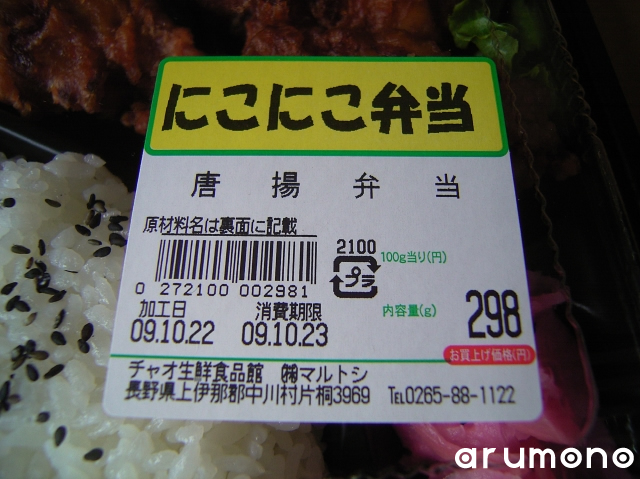 にこにこ弁当
唐揚弁当
原材料名は裏面に記載
2100
プラ
100g当り(円)
0 272100 002981
加工日 消費期限
内容量(g)
09.10.22 09.10.23
298
お買上げ価格(円)
チャオ生鮮食品館 ㈱マルトシ
長野県上伊那郡中川村片桐3969 TEL0265-88-1122
arumono